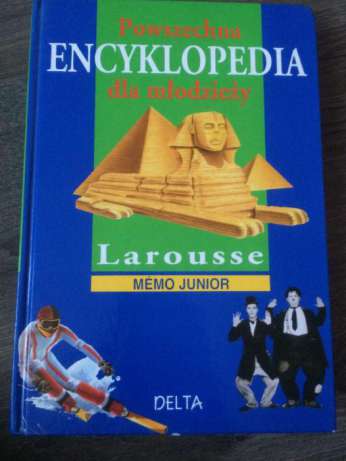 Powszechna
ENCYKLOPEDIA
dla młodzieży
Larousse
MÉMO JUNIOR
DELTA